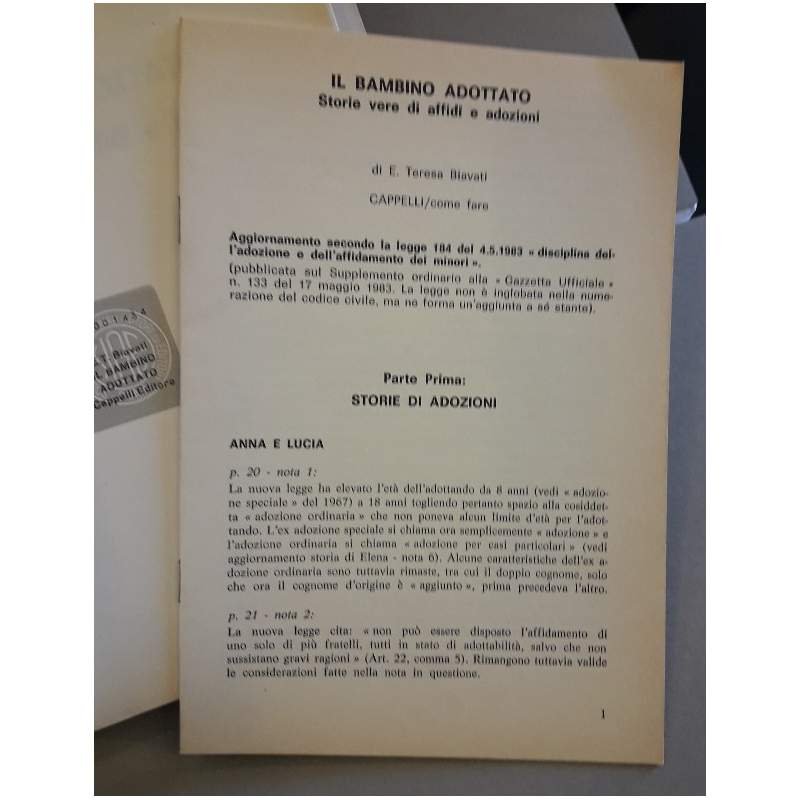 IL BAMBINO ADOTTATO
Storie vere di affidi e adozioni
di E. Teresa Biavati
CAPPELLI/come fare
Aggiornamento secondo la legge 184 del 4.5.1983 « disciplina del-
l'adozione e dell'affidamento dei minori ».
(pubblicata sul Supplemento ordinario alla « Gazzetta Ufficiale »
n. 133 del 17 maggio 1983. La legge non è inglobata nella nume-
razione del codice civile, ma ne forma un'aggiunta a sé stante).
Parte Prima:
STORIE DI ADOZIONI
ANNA E LUCIA
p. 20 - nota 1:
La nuova legge ha elevato l'età dell'adottando da 8 anni (vedi « adozio-
ne speciale » del 1967) a 18 anni togliendo pertanto spazio alla cosiddet-
ta « adozione ordinaria » che non poneva alcun limite d'età per l'adot-
tando. L'ex adozione speciale si chiama ora semplicemente « adozione » e
l'adozione ordinaria si chiama « adozione per casi particolari » (vedi
aggiornamento storia di Elena - nota 6). Alcune caratteristiche dell'ex a-
dozione ordinaria sono tuttavia rimaste, tra cui il doppio cognome, solo
che ora il cognome d'origine è « aggiunto », prima precedeva l'altro.
p. 21 - nota 2:
La nuova legge cita: « non può essere disposto l'affidamento di
uno solo di più fratelli, tutti in stato di adottabilità, salvo che non
sussistano gravi ragioni » (Art. 22, comma 5). Rimangono tuttavia valide
le considerazioni fatte nella nota in questione.
1
001454
T. Biavati
IL BAMBINO
ADOTTATO
Cappelli Editore